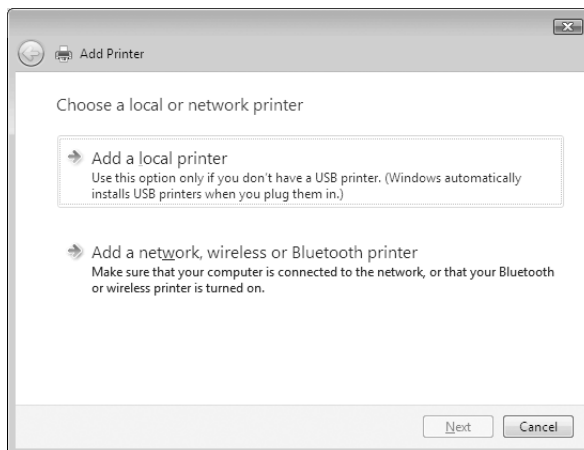 Add Printer
Choose a local or network printer
Add a local printer
Use this option only if you don't have a USB printer. (Windows automatically
installs USB printers when you plug them in.)
Add a network, wireless or Bluetooth printer
Make sure that your computer is connected to the network, or that your Bluetooth
or wireless printer is turned on.
Next Cancel